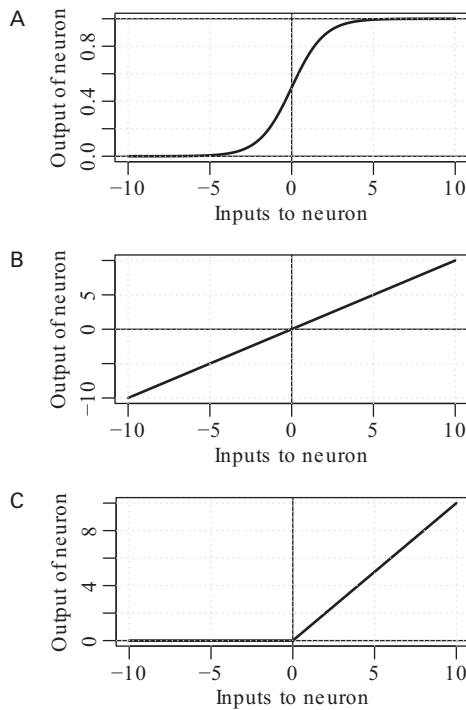 A
Output of neuron
0.0 0.4 0.8
−10 −5 0 5 10
Inputs to neuron
B
Output of neuron
−10 0 5
−10 −5 0 5 10
Inputs to neuron
C
Output of neuron
0 4 8
−10 −5 0 5 10
Inputs to neuron